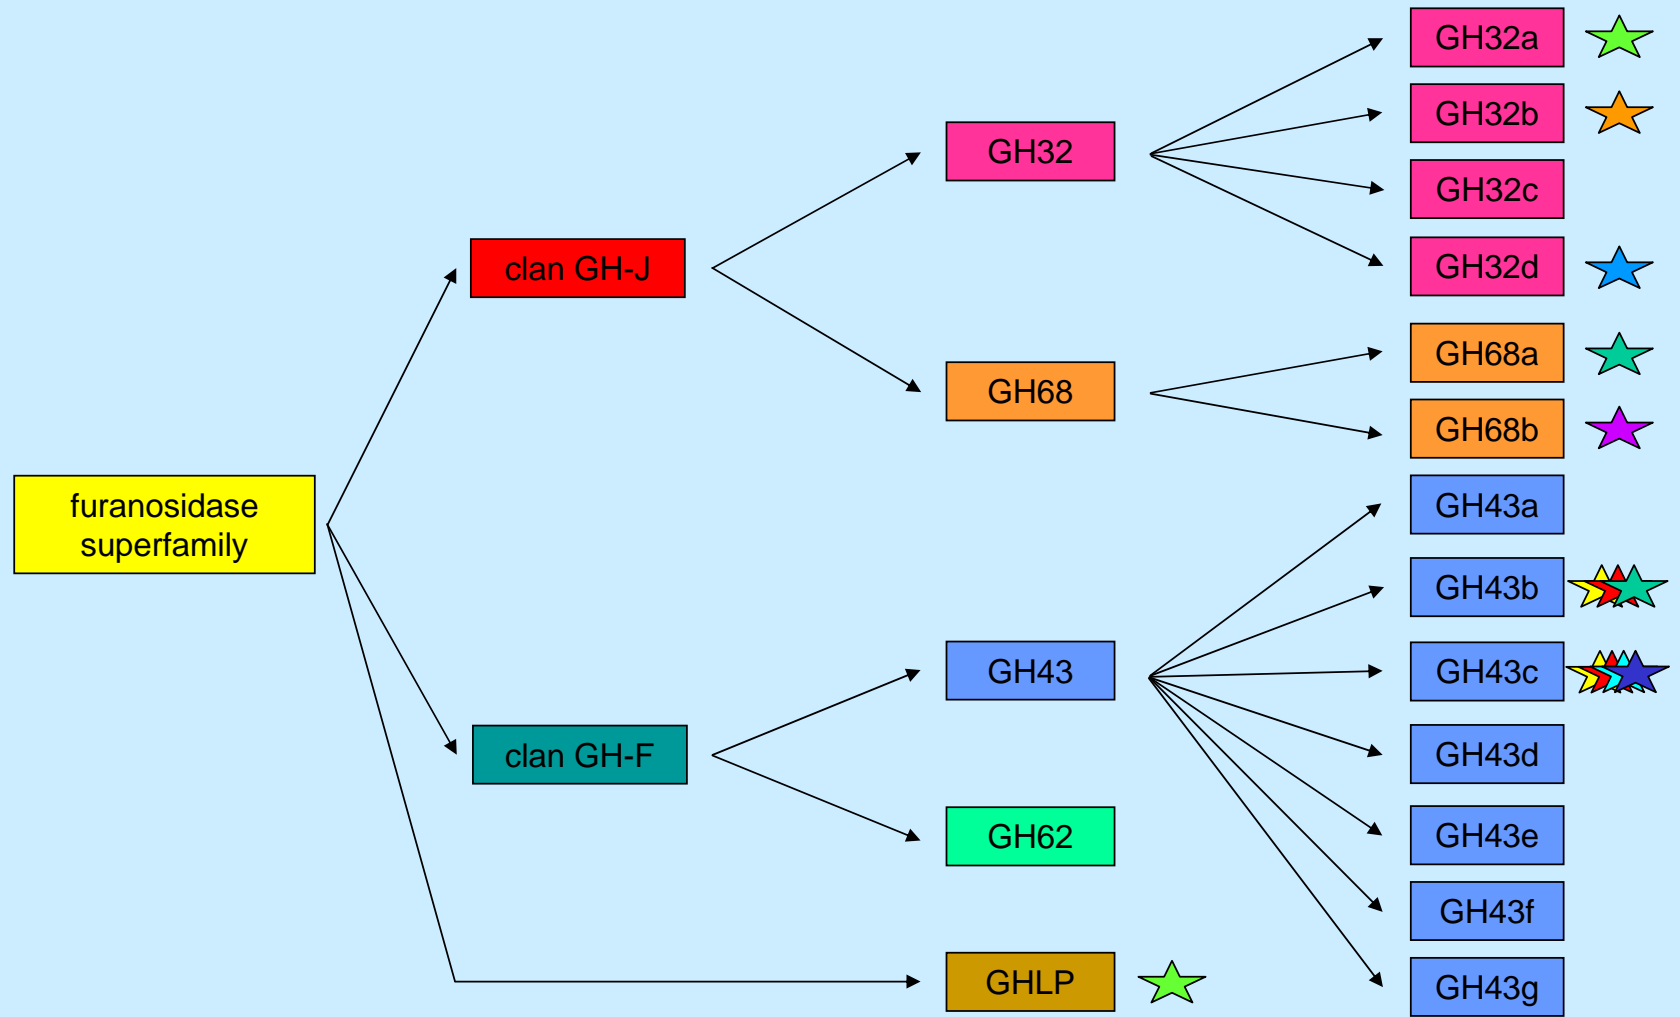 furanosidase
superfamily
clan GH-J
clan GH-F
GH32
GH68
GH43
GH62
GHLP
GH32a
GH32b
GH32c
GH32d
GH68a
GH68b
GH43a
GH43b
GH43c
GH43d
GH43e
GH43f
GH43g